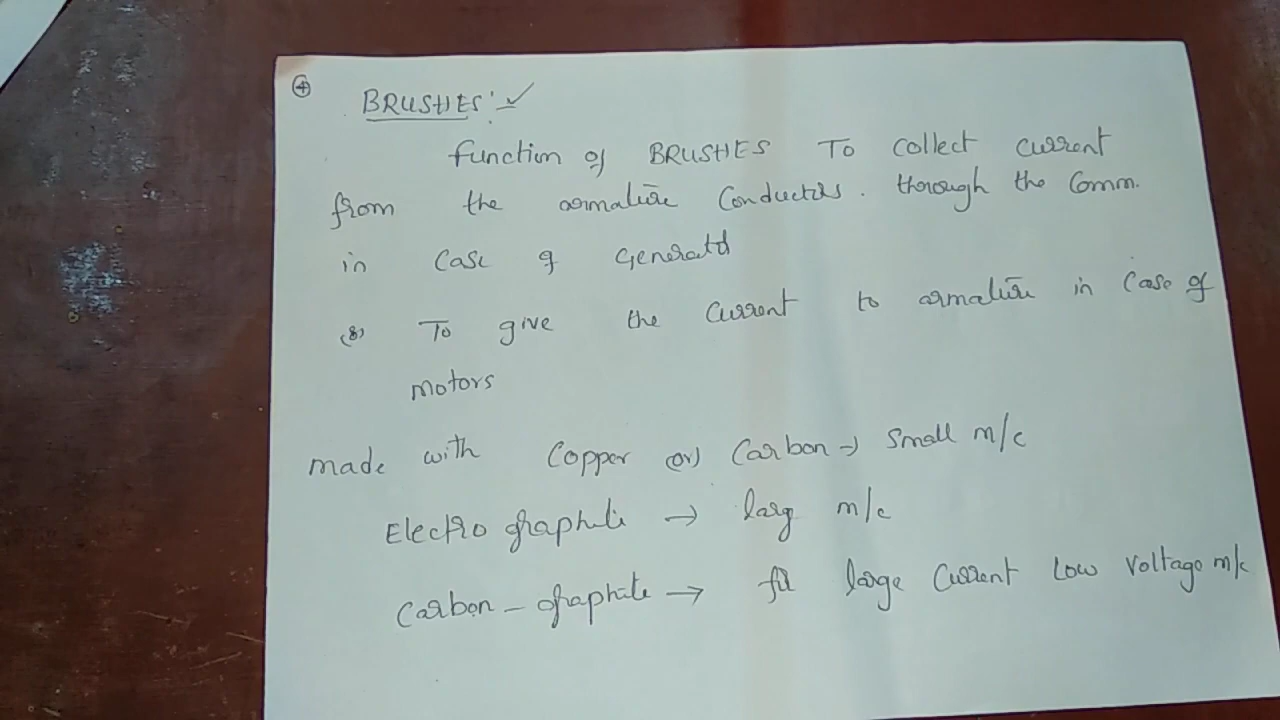 ④ BRUSHES:- ✓
function of BRUSHES To collect current
from the armature Conductors. through the Comm.
in case of Generator
(or) To give the current to armature in case of
motors
made with Copper (or) Carbon → small m/c
Electro graphite → larg m/c
Carbon - graphite → for large current Low voltage m/c